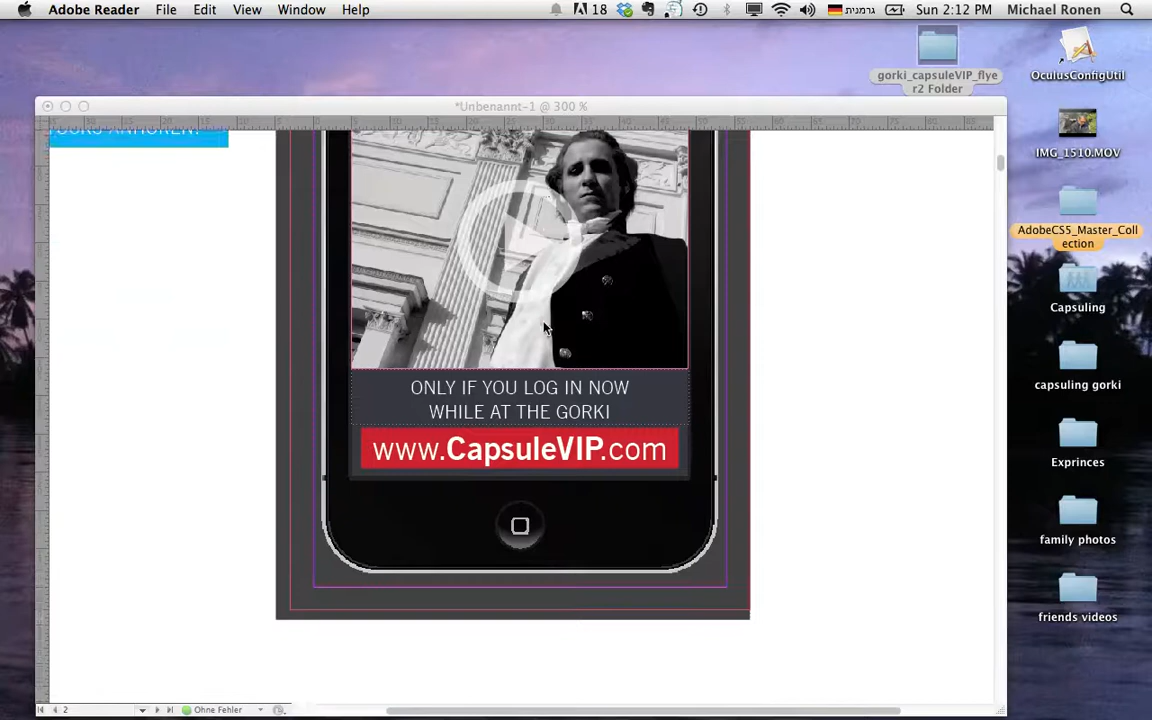 Adobe Reader File Edit View Window Help
18 גרמנית Sun 2:12 PM Michael Ronen
gorki_capsuleVIP_flye
r2 Folder
OculusConfigUtil
*Unbenannt-1 @ 300 %
IMG_1510.MOV
AdobeCS5_Master_Coll
ection
Capsuling
capsuling gorki
Exprinces
family photos
friends videos
ONLY IF YOU LOG IN NOW
WHILE AT THE GORKI
www.CapsuleVIP.com
2
Ohne Fehler